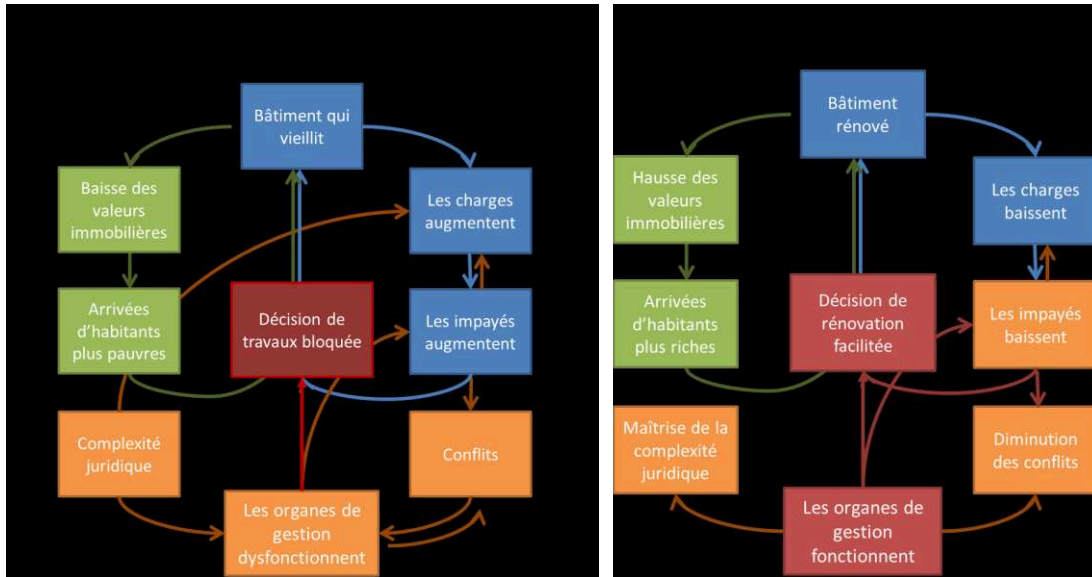 Bâtiment qui
vieillit
Baisse des
valeurs
immobilières
Les charges
augmentent
Arrivées
d'habitants
plus pauvres
Décision de
travaux bloquée
Les impayés
augmentent
Complexité
juridique
Conflits
Les organes de
gestion
dysfonctionnent
Bâtiment
rénové
Hausse des
valeurs
immobilières
Les charges
baissent
Arrivées
d'habitants
plus riches
Décision de
rénovation
facilitée
Les impayés
baissent
Maîtrise de la
complexité
juridique
Diminution
des conflits
Les organes de
gestion
fonctionnent